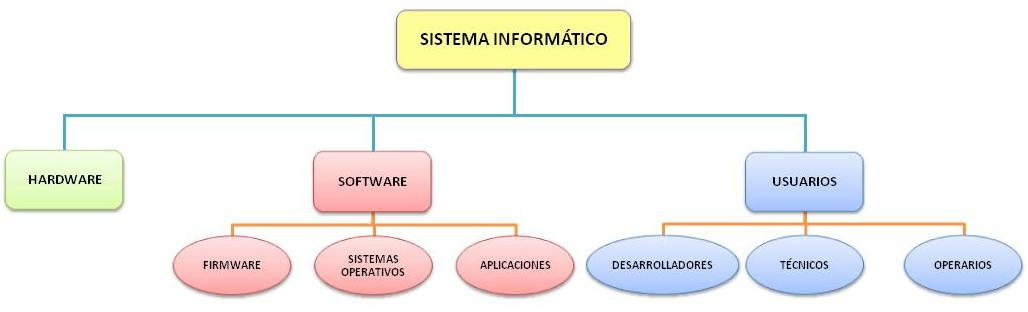 SISTEMA INFORMÁTICO
HARDWARE
SOFTWARE
USUARIOS
FIRMWARE
SISTEMAS
OPERATIVOS
APLICACIONES
DESARROLLADORES
TÉCNICOS
OPERARIOS